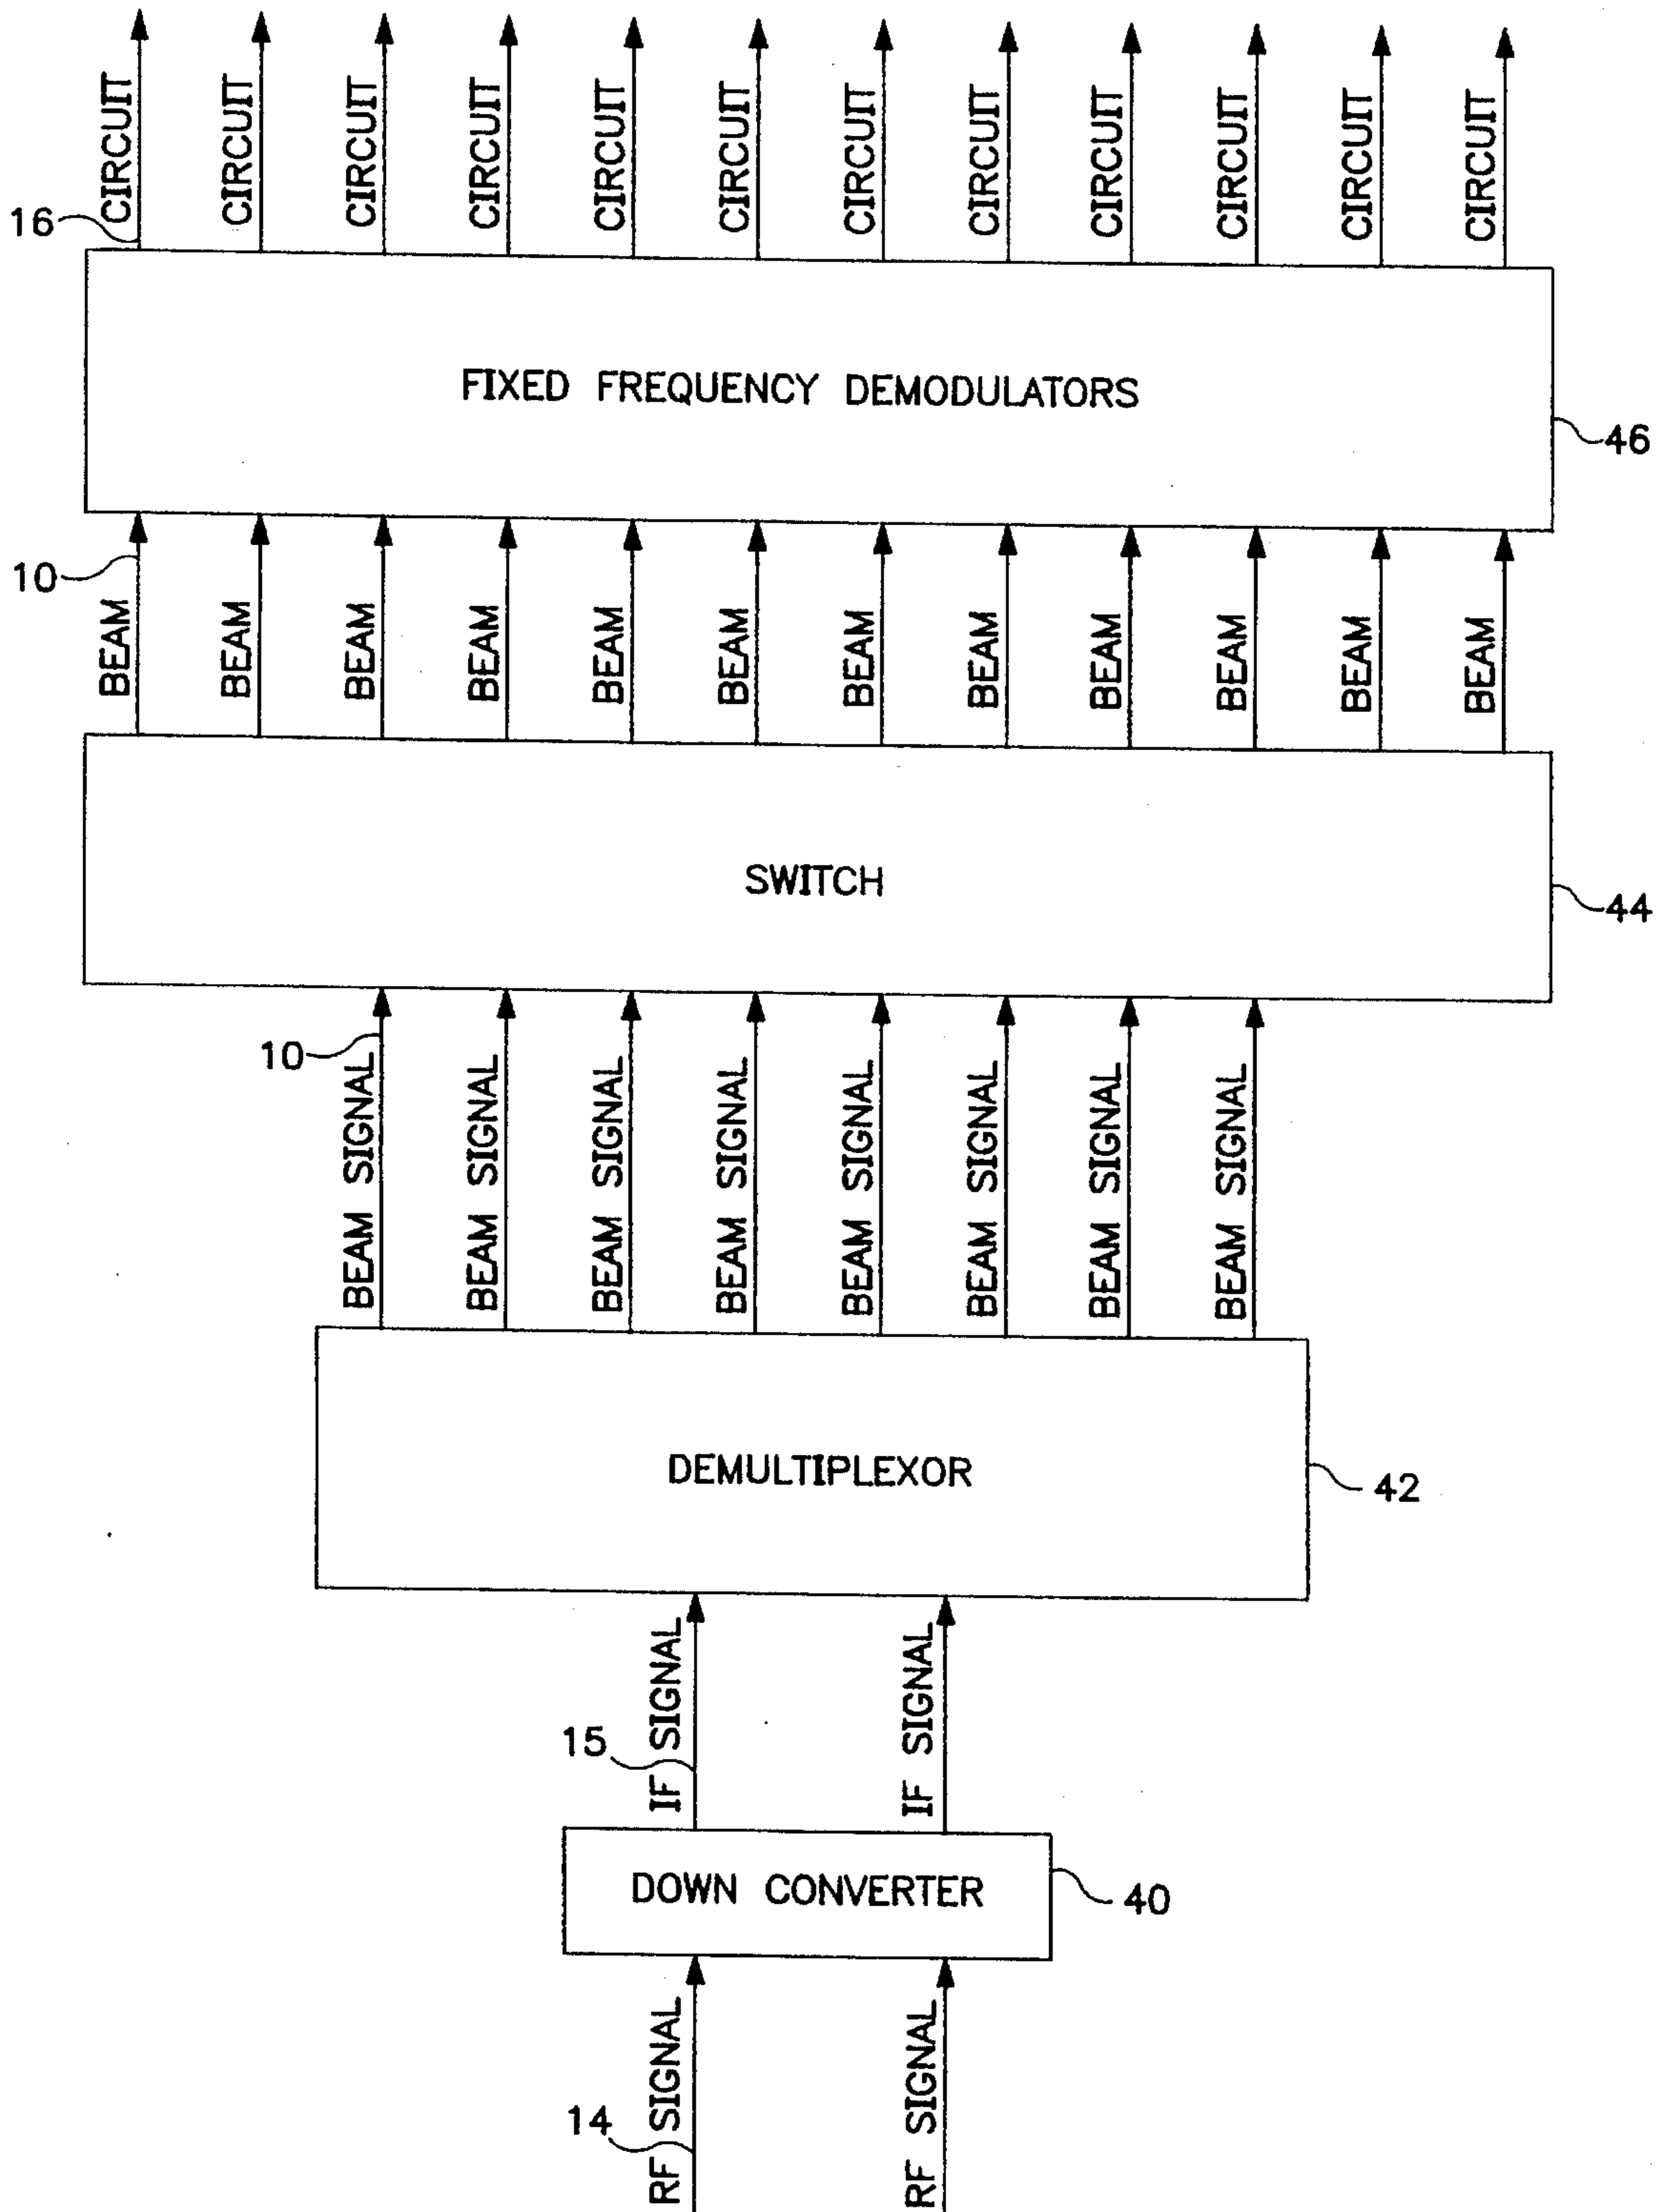 CIRCUIT
CIRCUIT
CIRCUIT
CIRCUIT
CIRCUIT
CIRCUIT
CIRCUIT
CIRCUIT
CIRCUIT
CIRCUIT
CIRCUIT
CIRCUIT
16
FIXED FREQUENCY DEMODULATORS
46
10
BEAM
BEAM
BEAM
BEAM
BEAM
BEAM
BEAM
BEAM
BEAM
BEAM
BEAM
BEAM
SWITCH
44
10
BEAM SIGNAL
BEAM SIGNAL
BEAM SIGNAL
BEAM SIGNAL
BEAM SIGNAL
BEAM SIGNAL
BEAM SIGNAL
BEAM SIGNAL
DEMULTIPLEXOR
42
15
IF SIGNAL
IF SIGNAL
DOWN CONVERTER
40
14
RF SIGNAL
RF SIGNAL